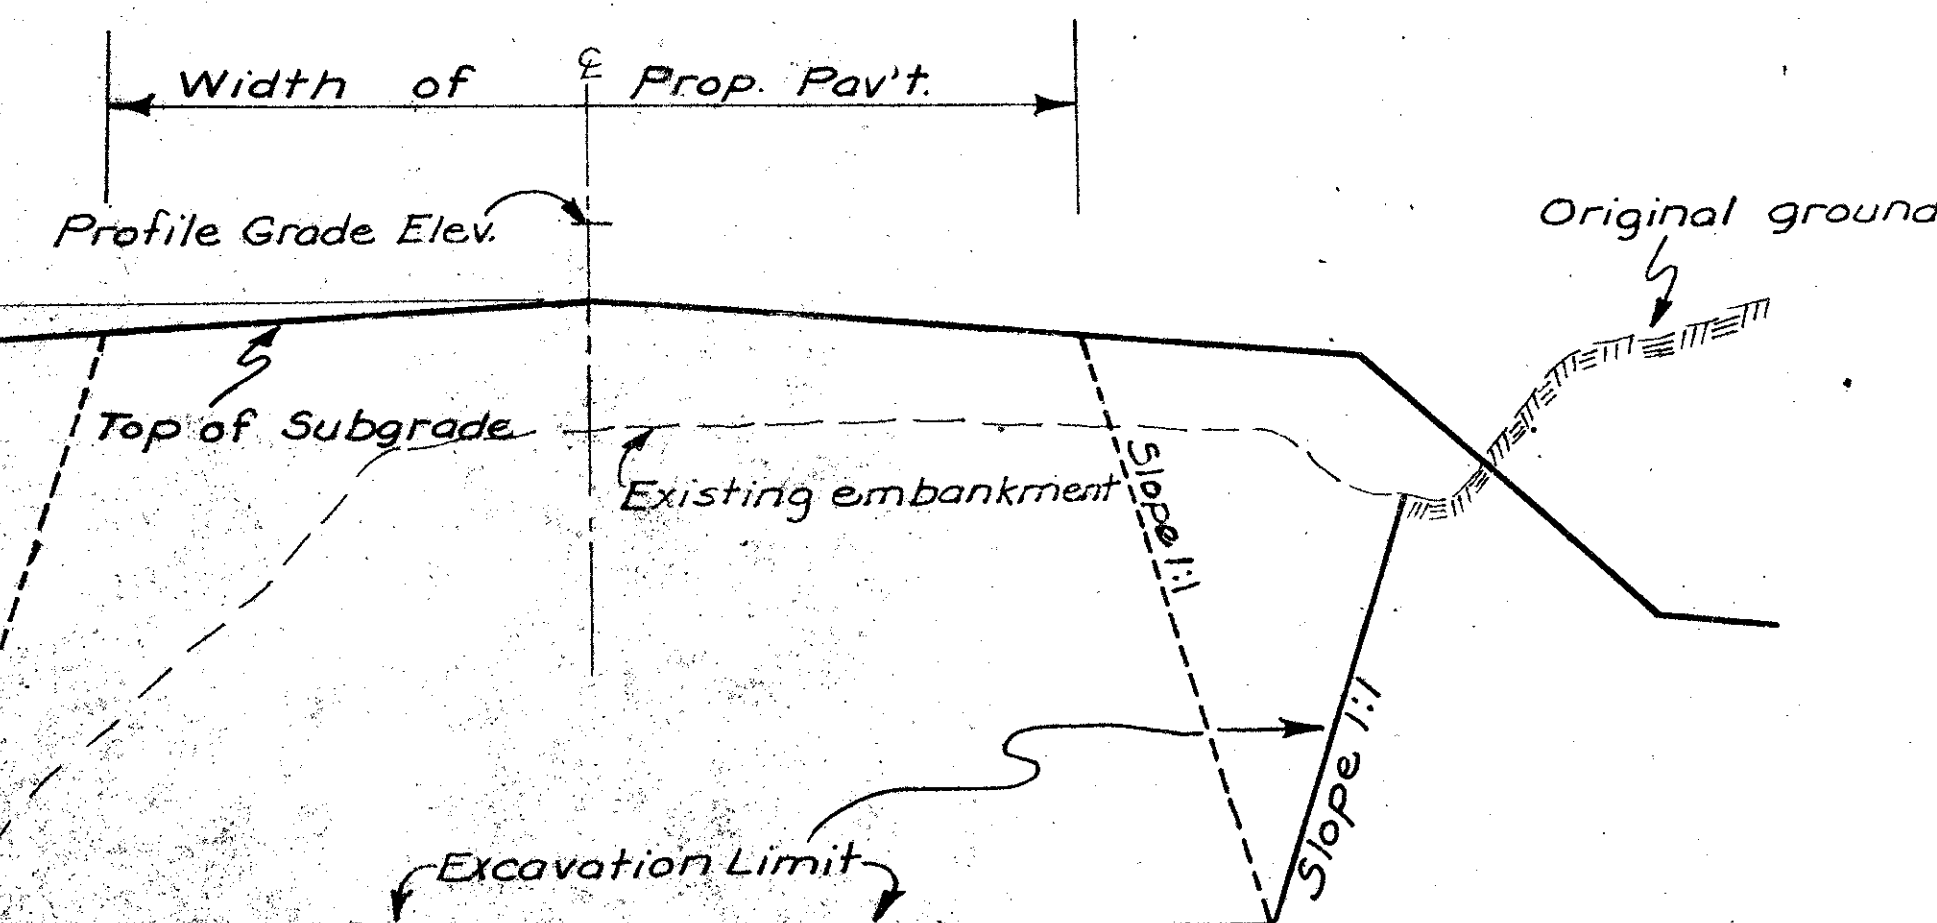 Width of ℄ Prop. Pav't.
Profile Grade Elev.
Original ground
Top of Subgrade
Existing embankment
Slope 1:1
Slope 1:1
Excavation Limit